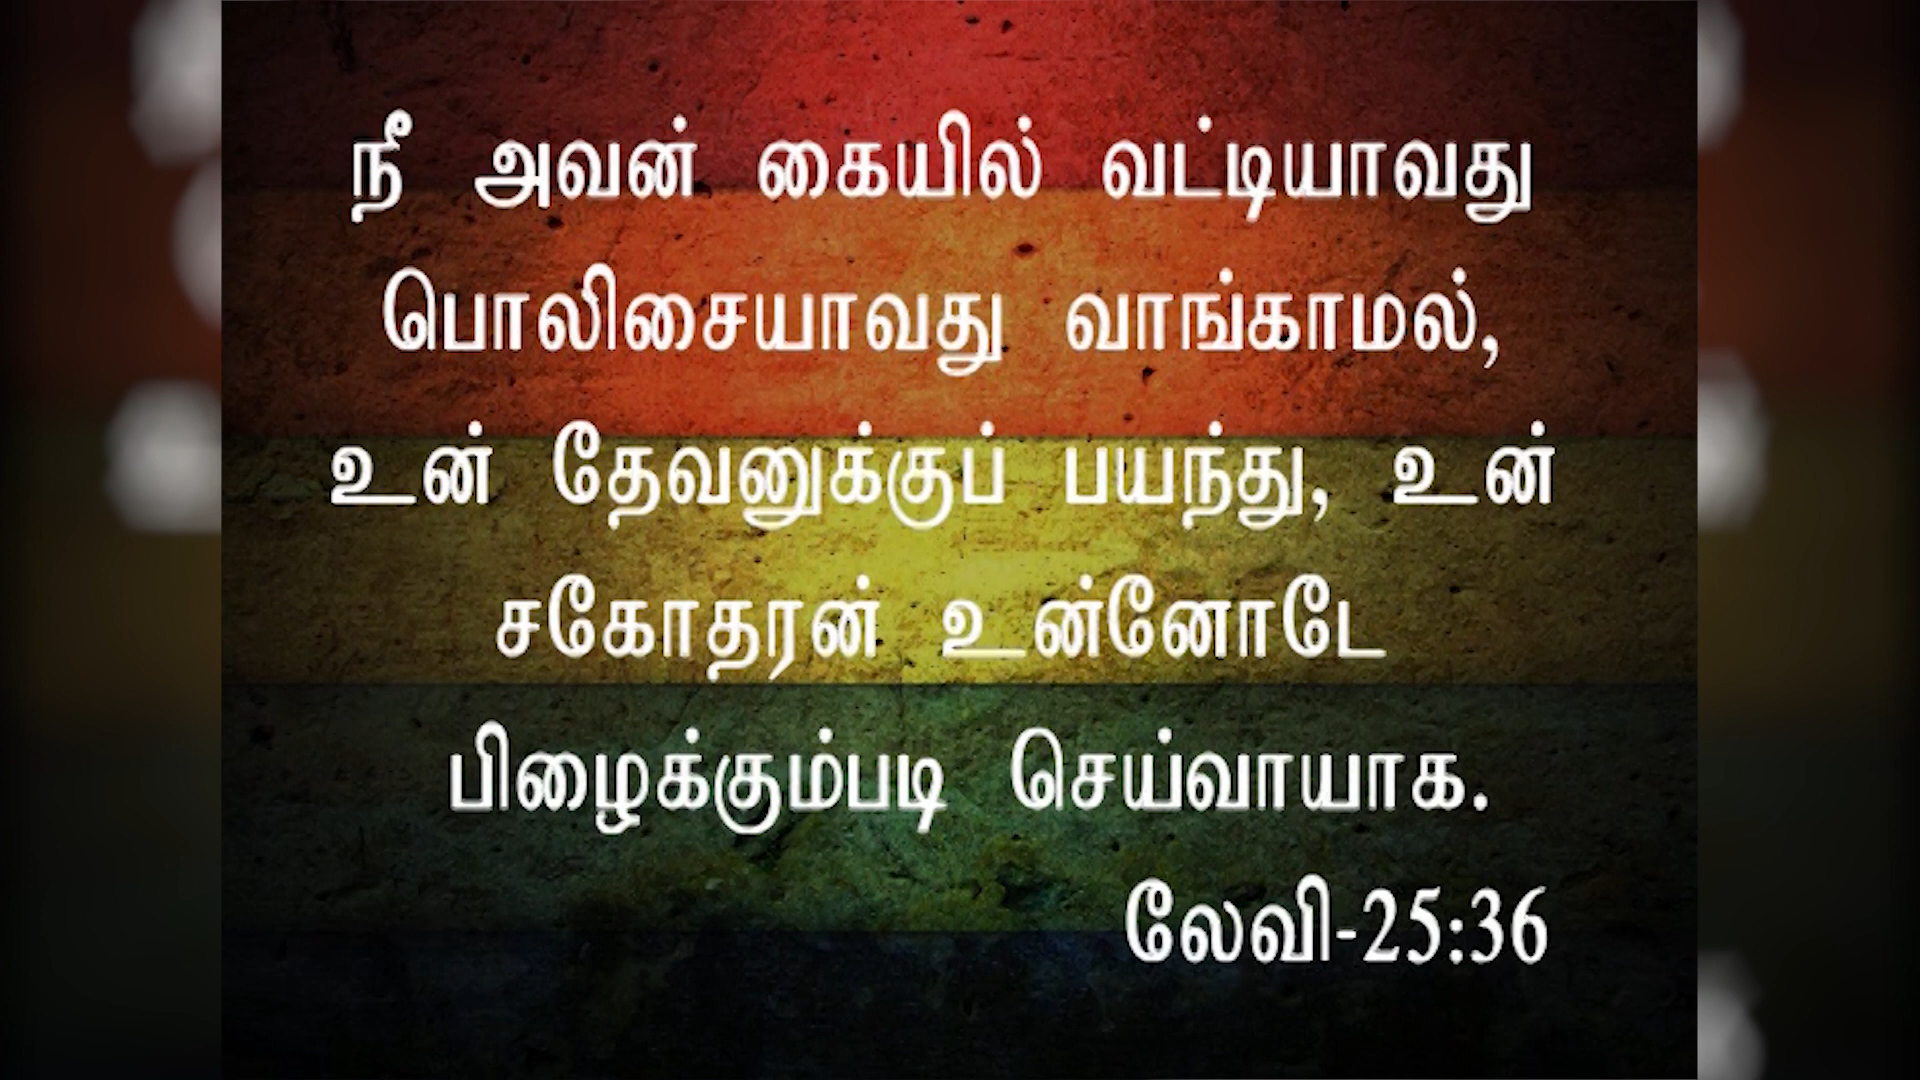 நீ அவன் கையில் வட்டியாவது
பொலிசையாவது வாங்காமல்,
உன் தேவனுக்குப் பயந்து, உன்
சகோதரன் உன்னோடே
பிழைக்கும்படி செய்வாயாக.
லேவி-25:36